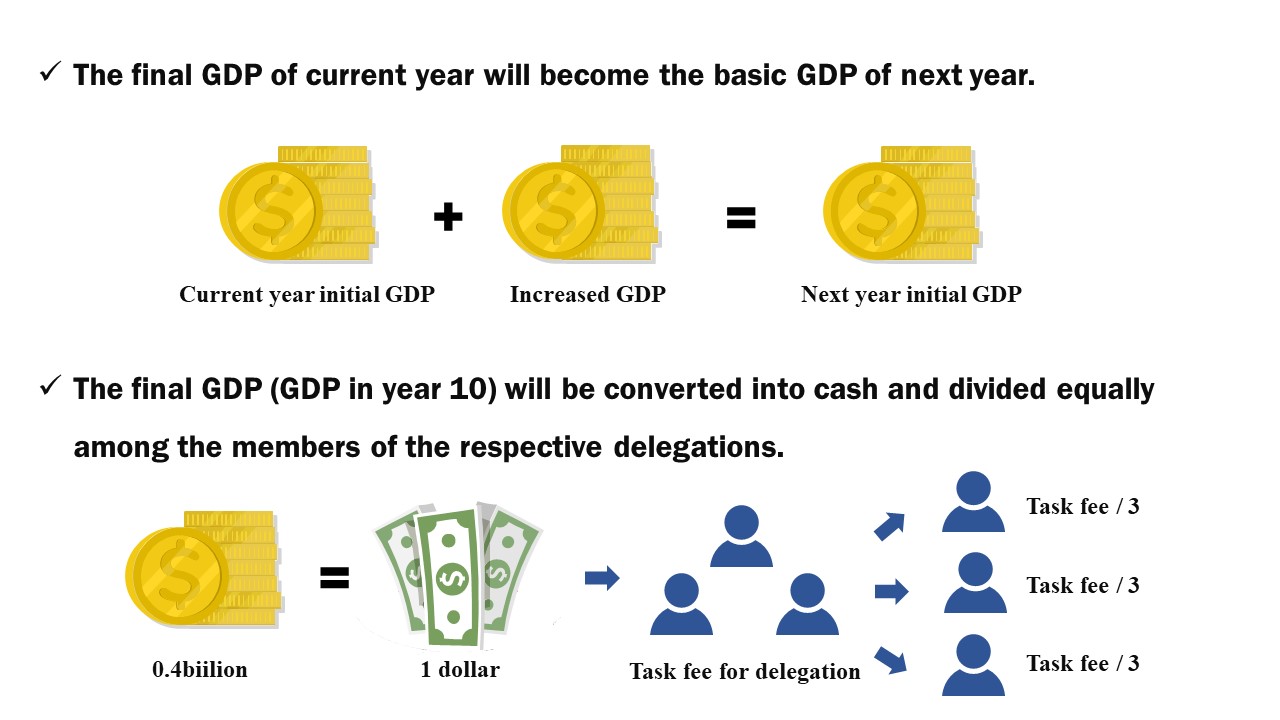 ✓ The final GDP of current year will become the basic GDP of next year.
+ =
Current year initial GDP Increased GDP Next year initial GDP
✓ The final GDP (GDP in year 10) will be converted into cash and divided equally
among the members of the respective delegations.
=
Task fee / 3
Task fee / 3
Task fee / 3
0.4biilion 1 dollar Task fee for delegation